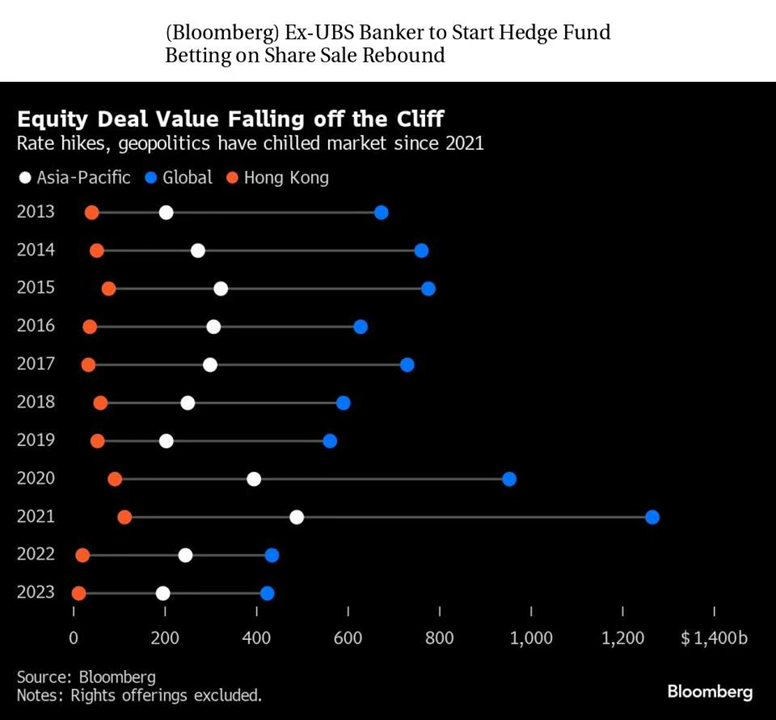 (Bloomberg) Ex-UBS Banker to Start Hedge Fund
Betting on Share Sale Rebound
Equity Deal Value Falling off the Cliff
Rate hikes, geopolitics have chilled market since 2021
Asia-Pacific Global Hong Kong
2013
2014
2015
2016
2017
2018
2019
2020
2021
2022
2023
0 200 400 600 800 1,000 1,200 $1,400b
Source: Bloomberg
Notes: Rights offerings excluded.
Bloomberg